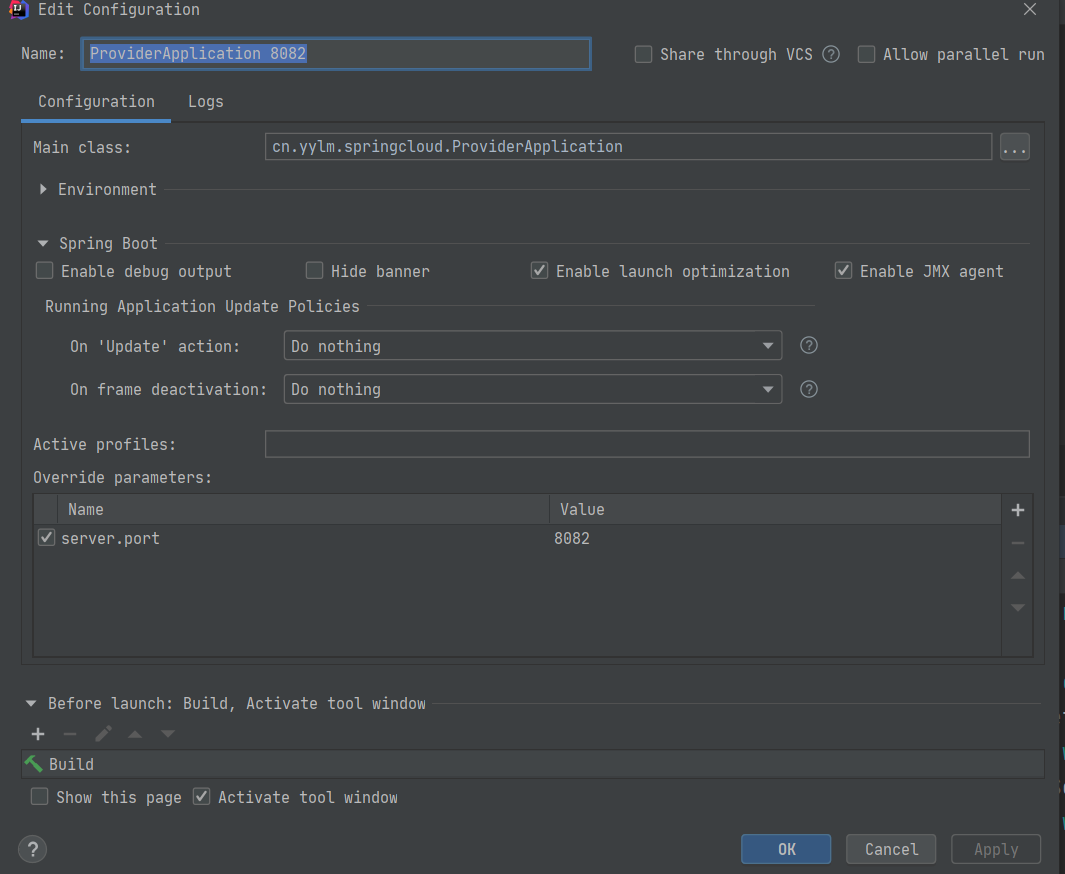 Edit Configuration
Name: ProviderApplication 8082 Share through VCS ? Allow parallel run
Configuration Logs
Main class: cn.yylm.springcloud.ProviderApplication ...
Environment
Spring Boot
Enable debug output Hide banner Enable launch optimization Enable JMX agent
Running Application Update Policies
On 'Update' action: Do nothing ?
On frame deactivation: Do nothing ?
Active profiles:
Override parameters:
Name Value
server.port 8082
Before launch: Build, Activate tool window
Build
Show this page Activate tool window
? OK Cancel Apply